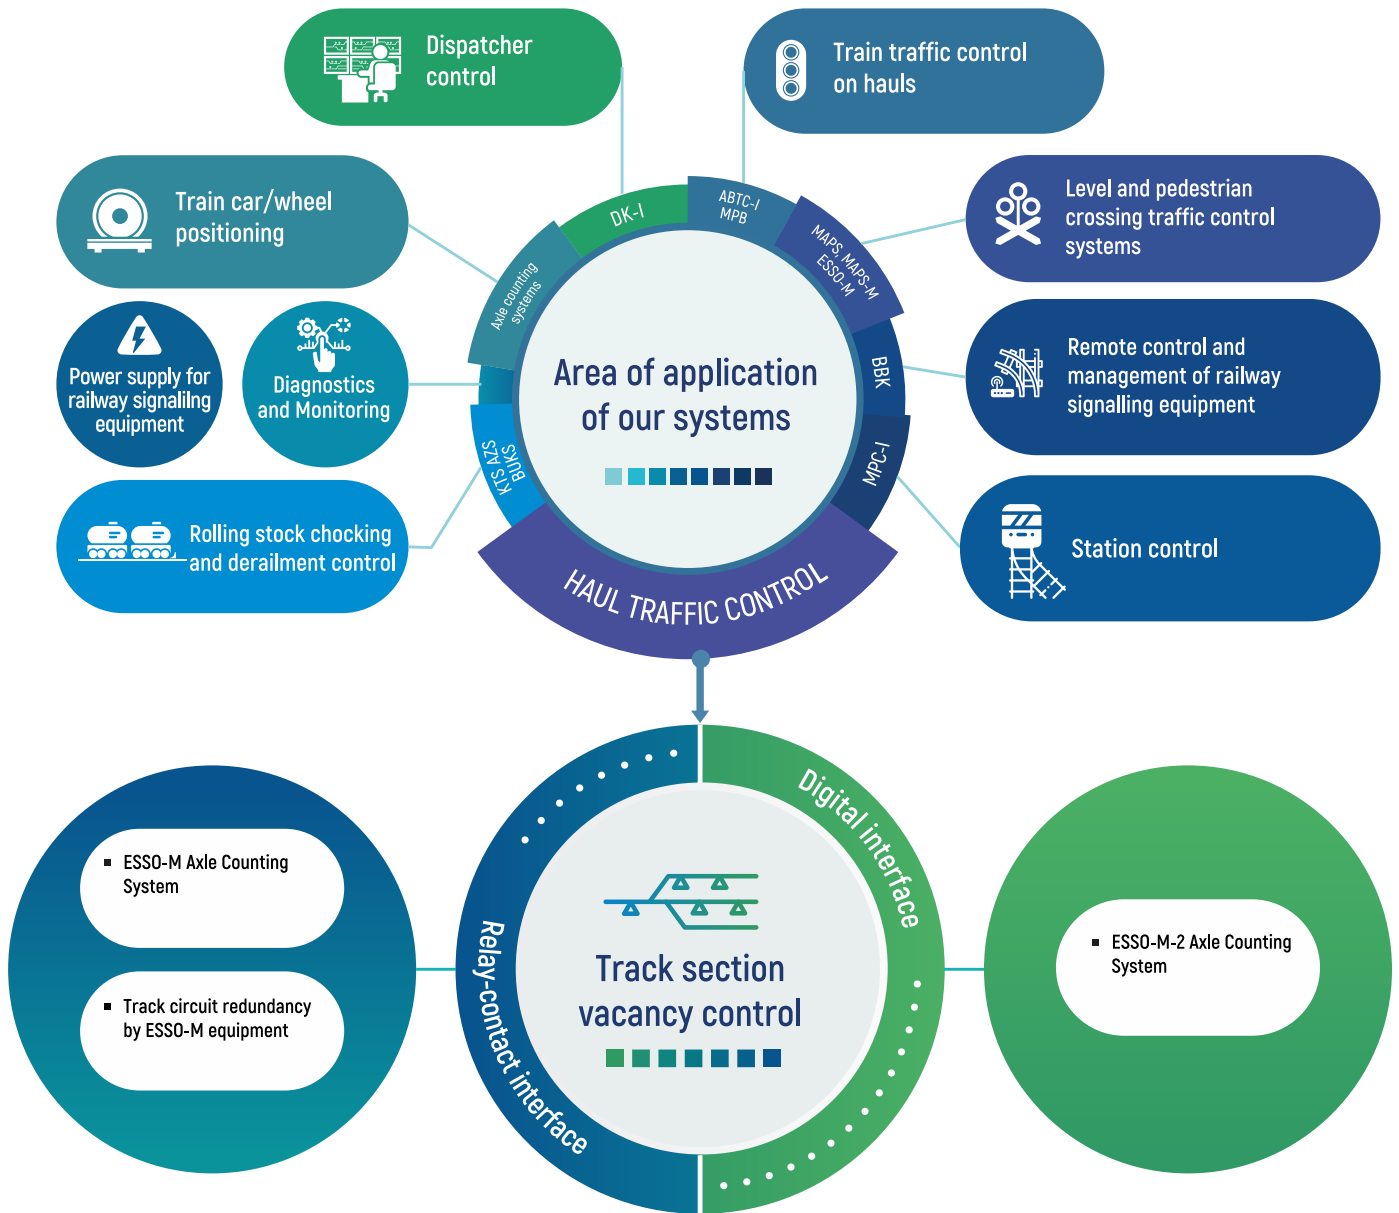 Dispatcher
control
Train traffic control
on hauls
Train car/wheel
positioning
Level and pedestrian
crossing traffic control
systems
DK-I
ABTC-I
MPB
MAPS, MAPS-M
ESSO-M
Axle counting
systems
Power supply for
railway signaliing
equipment
Diagnostics
and Monitoring
Area of application
of our systems
BBK
Remote control and
management of railway
signalling equipment
KTS AZS
BUKS
MPC-I
Rolling stock chocking
and derailment control
Station control
HAUL TRAFFIC CONTROL
Relay-contact interface
Digital interface
ESSO-M Axle Counting
System
Track circuit redundancy
by ESSO-M equipment
Track section
vacancy control
ESSO-M-2 Axle Counting
System